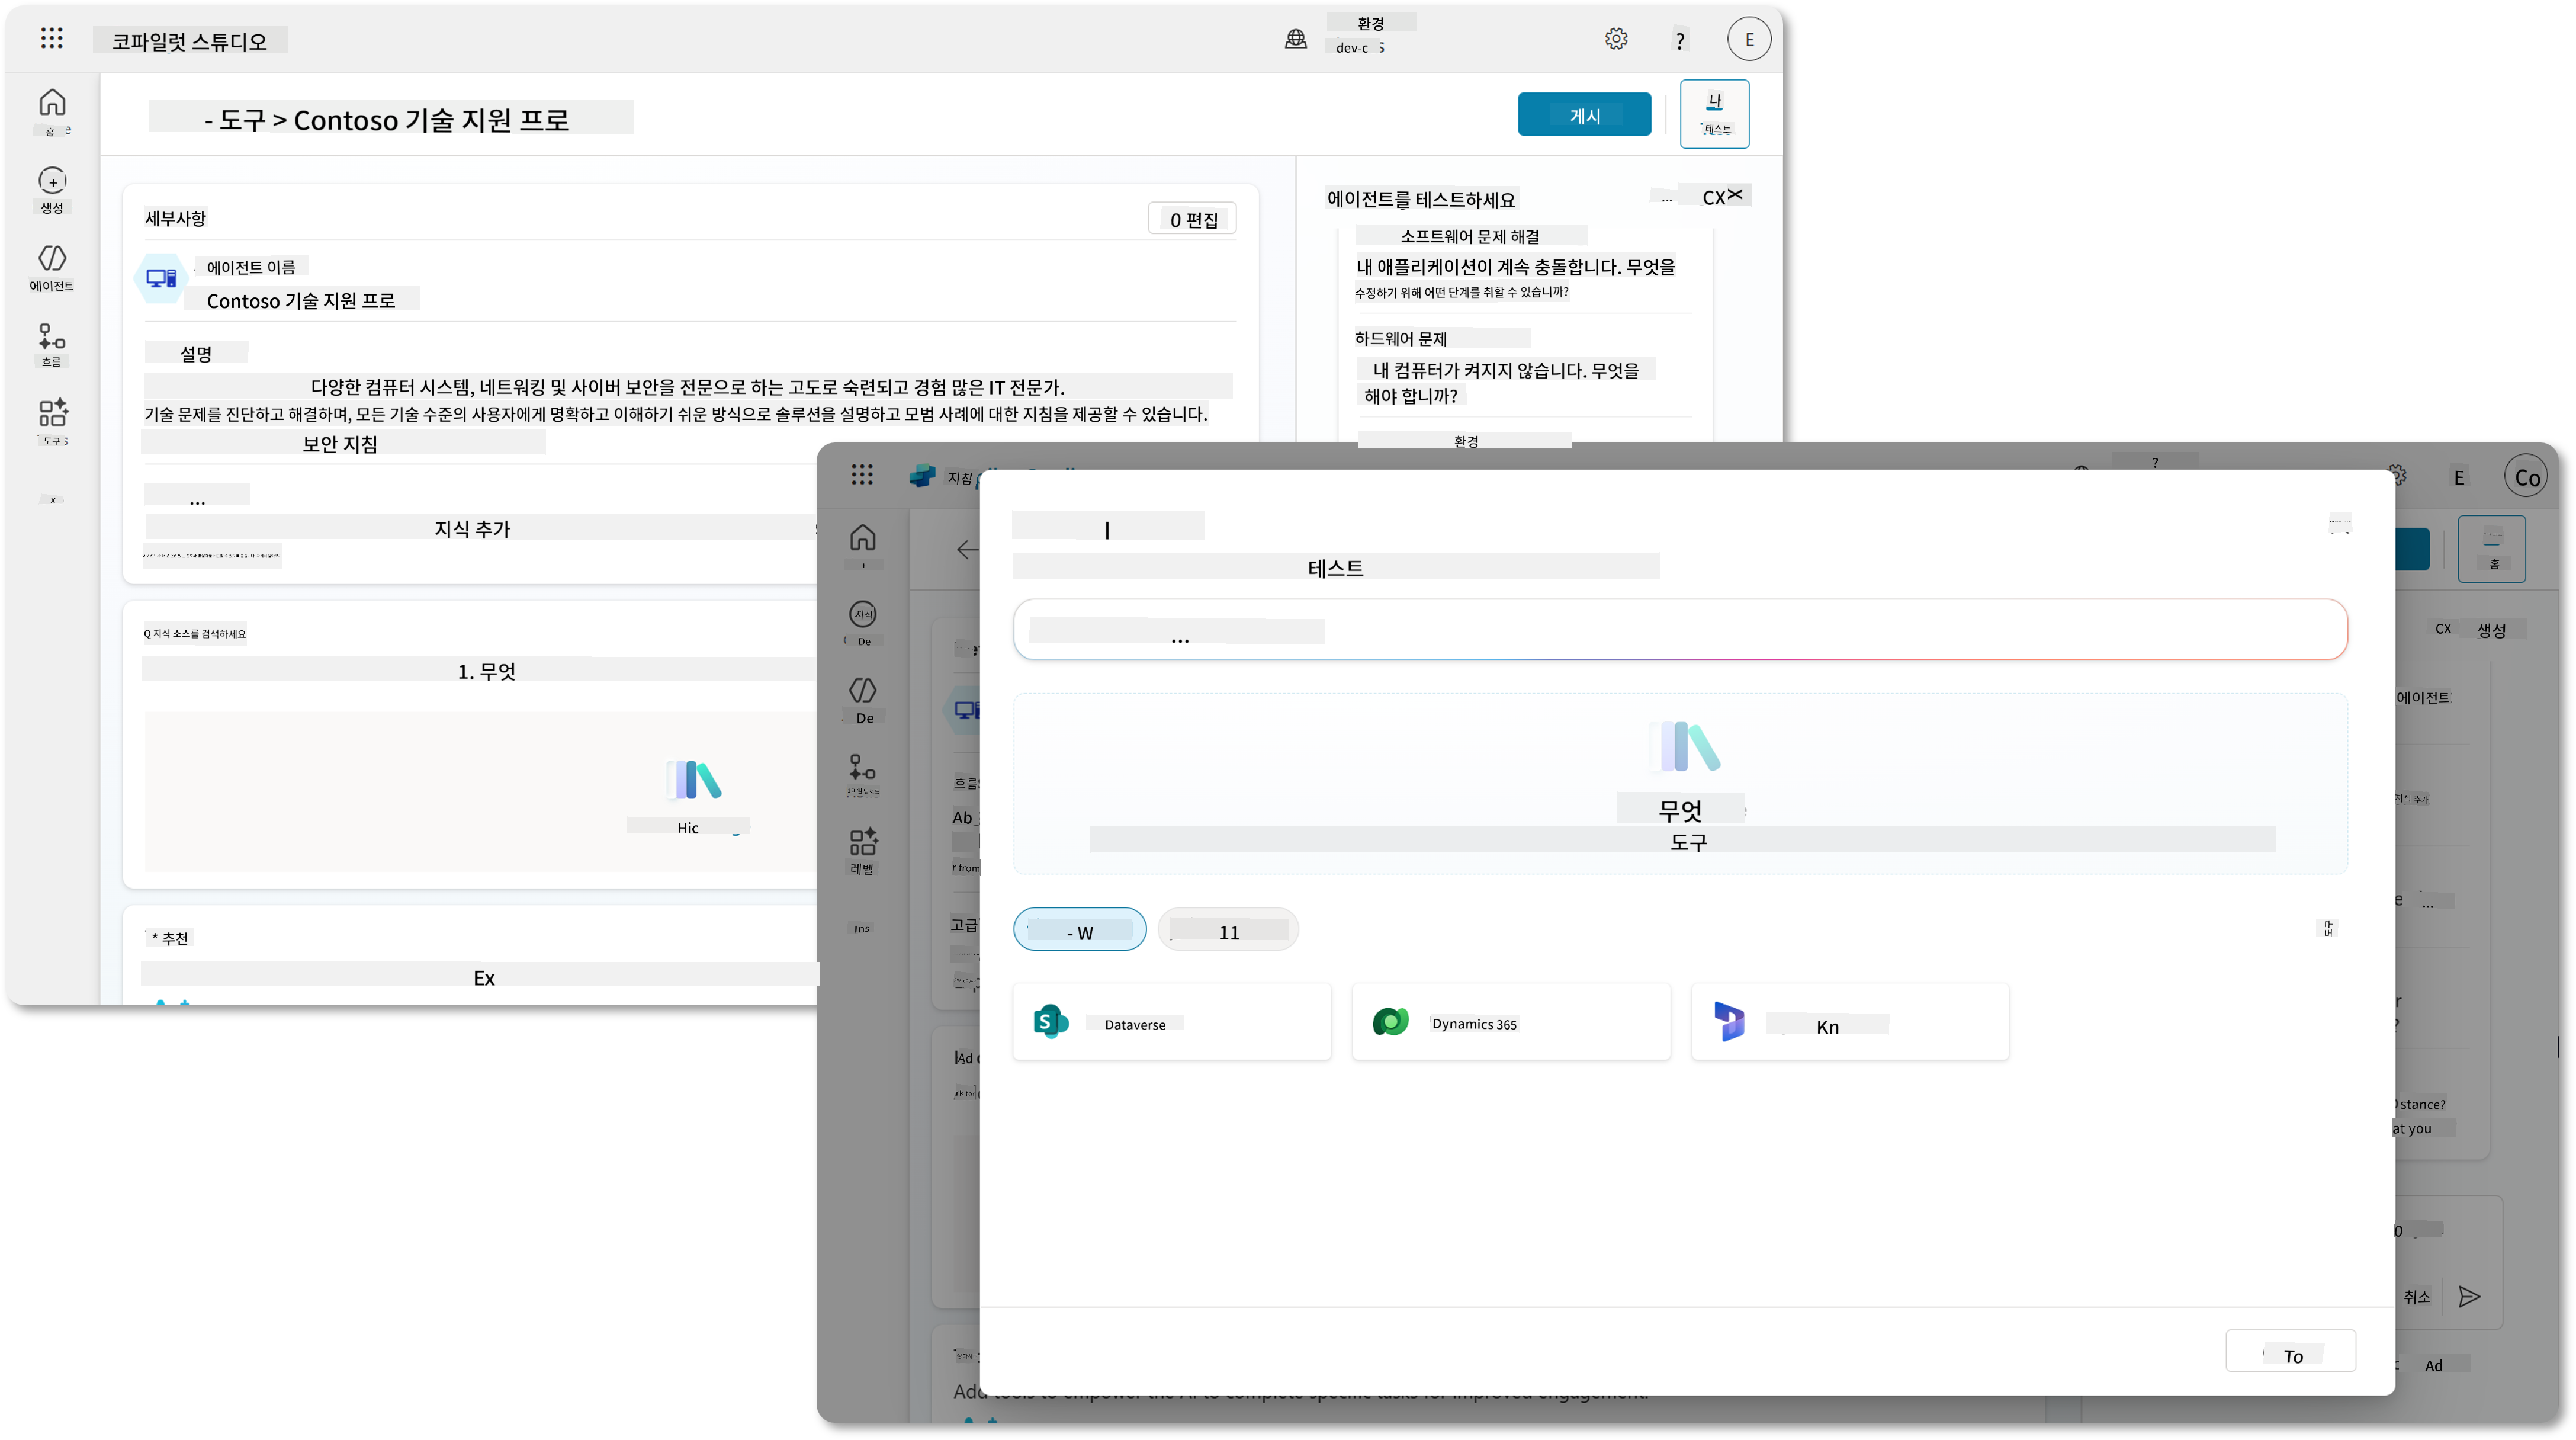 코파일럿 스튜디오
환경
dev-c
?
E
홈
생성
에이전트
흐름
도구
x
- 도구 > Contoso 기술 지원 프로
게시
나
테스트
세부사항
0 편집
에이전트 이름
Contoso 기술 지원 프로
설명
다양한 컴퓨터 시스템, 네트워킹 및 사이버 보안을 전문으로 하는 고도로 숙련되고 경험 많은 IT 전문가.
기술 문제를 진단하고 해결하며, 모든 기술 수준의 사용자에게 명확하고 이해하기 쉬운 방식으로 솔루션을 설명하고 모범 사례에 대한 지침을 제공할 수 있습니다.
보안 지침
...
지식 추가
Q 지식 소스를 검색하세요
1. 무엇
Hic
* 추천
Ex
에이전트를 테스트하세요
...
CX
소프트웨어 문제 해결
내 애플리케이션이 계속 충돌합니다. 무엇을
수정하기 위해 어떤 단계를 취할 수 있습니까?
하드웨어 문제
내 컴퓨터가 켜지지 않습니다. 무엇을
해야 합니까?
환경
지침
?
E
Co
+
지식
De
De
레벨
Ins
흐름
Ab_
r from
고급
Ad
|
테스트
...
무엇
도구
- W
11
Dataverse
Dynamics 365
Kn
To
홈
CX 생성
에이전트
지식 추가
...
stance?
at you
취소
Ad
Add tools to empower the AI to complete specific tasks for improved engagement.